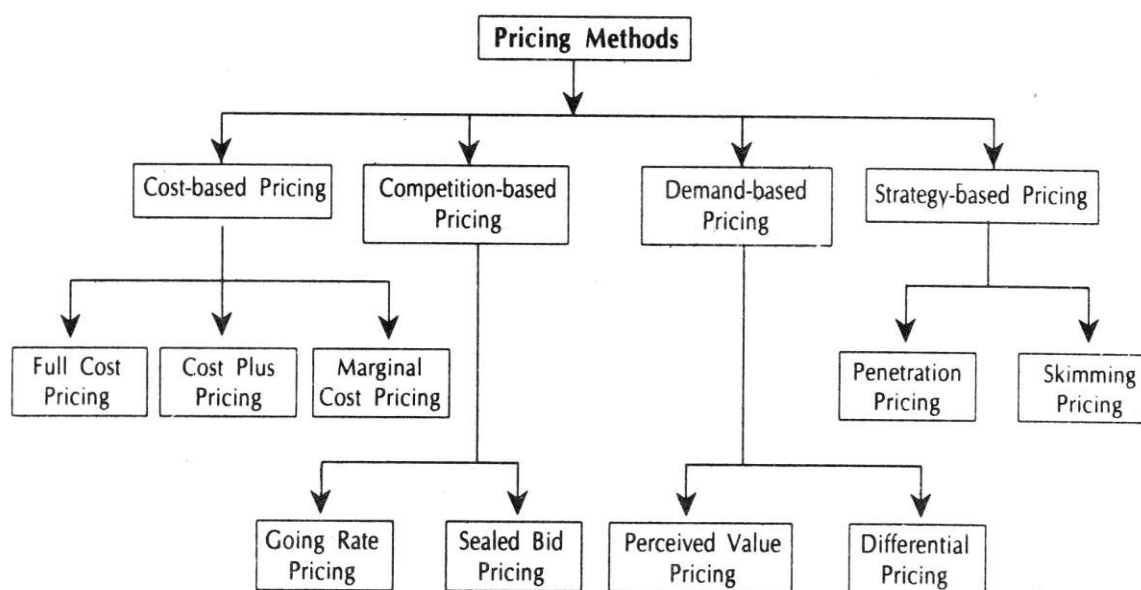 Pricing Methods
Cost-based Pricing
Competition-based
Pricing
Demand-based
Pricing
Strategy-based Pricing
Full Cost
Pricing
Cost Plus
Pricing
Marginal
Cost Pricing
Penetration
Pricing
Skimming
Pricing
Going Rate
Pricing
Sealed Bid
Pricing
Perceived Value
Pricing
Differential
Pricing